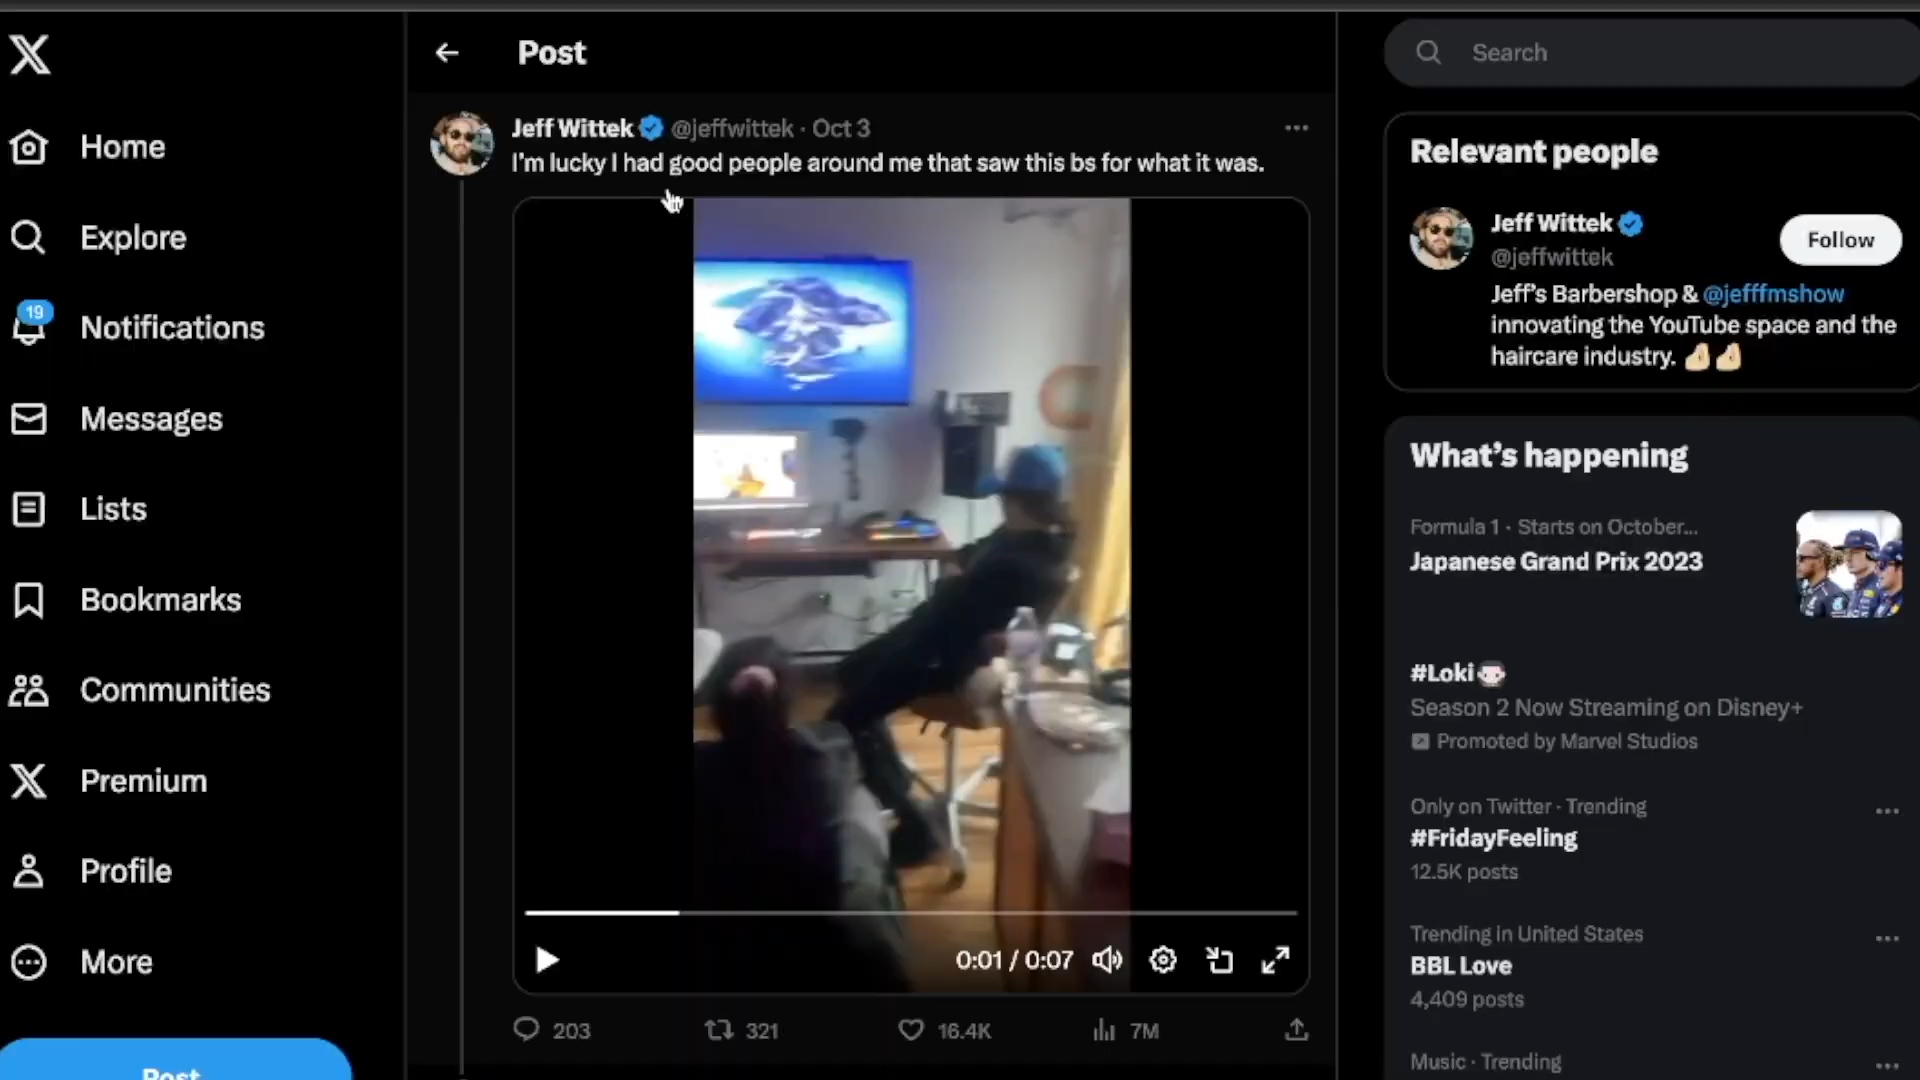 Home
Explore
19
Notifications
Messages
Lists
Bookmarks
Communities
Premium
Profile
More
Post
Post
Jeff Wittek @jeffwittek · Oct 3
I'm lucky I had good people around me that saw this bs for what it was.
0:01 / 0:07
203
321
16.4K
7M
Search
Relevant people
Jeff Wittek
@jeffwittek
Follow
Jeff's Barbershop & @jefffmshow
innovating the YouTube space and the
haircare industry.
What's happening
Formula 1 · Starts on October...
Japanese Grand Prix 2023
#Loki
Season 2 Now Streaming on Disney+
Promoted by Marvel Studios
Only on Twitter · Trending
#FridayFeeling
12.5K posts
Trending in United States
BBL Love
4,409 posts
Music · Trending